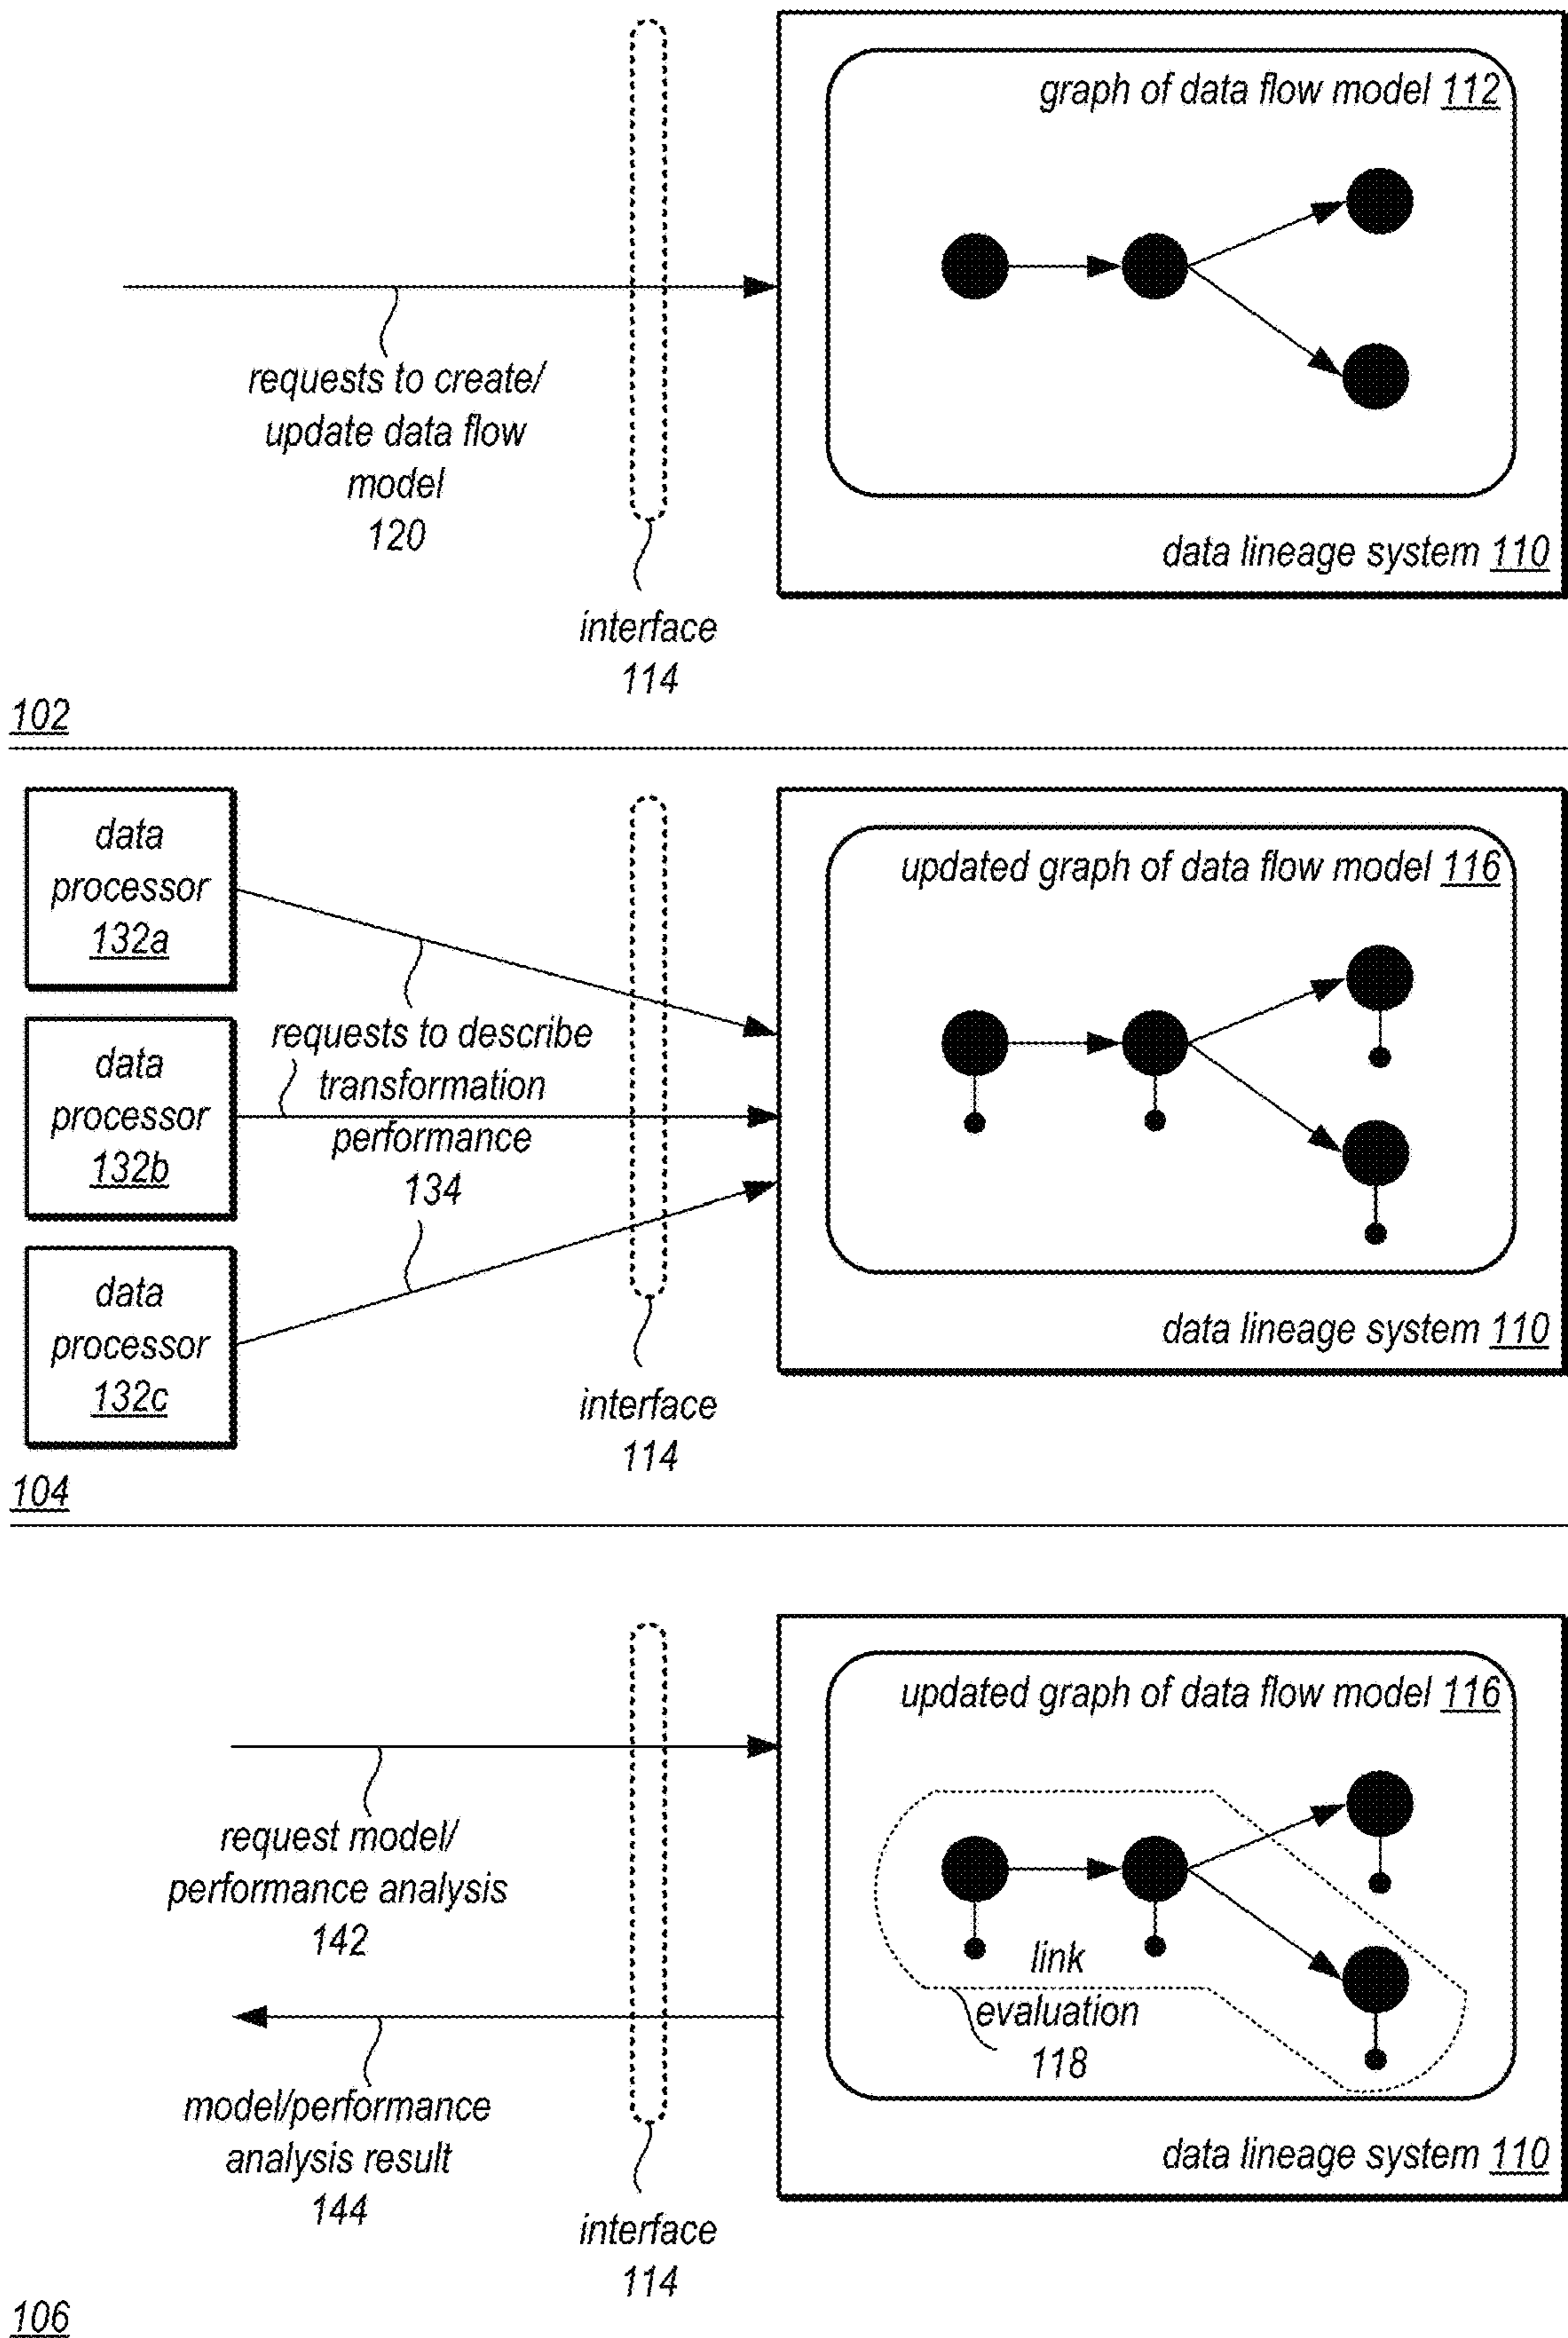 graph of data flow model 112
requests to create/
update data flow
model
120
data lineage system 110
interface
114
102
data
processor
132a
data
processor
132b
data
processor
132c
requests to describe
transformation
performance
134
updated graph of data flow model 116
data lineage system 110
interface
114
104
updated graph of data flow model 116
request model/
performance analysis
142
link
evaluation
118
model/performance
analysis result
144
data lineage system 110
interface
114
106